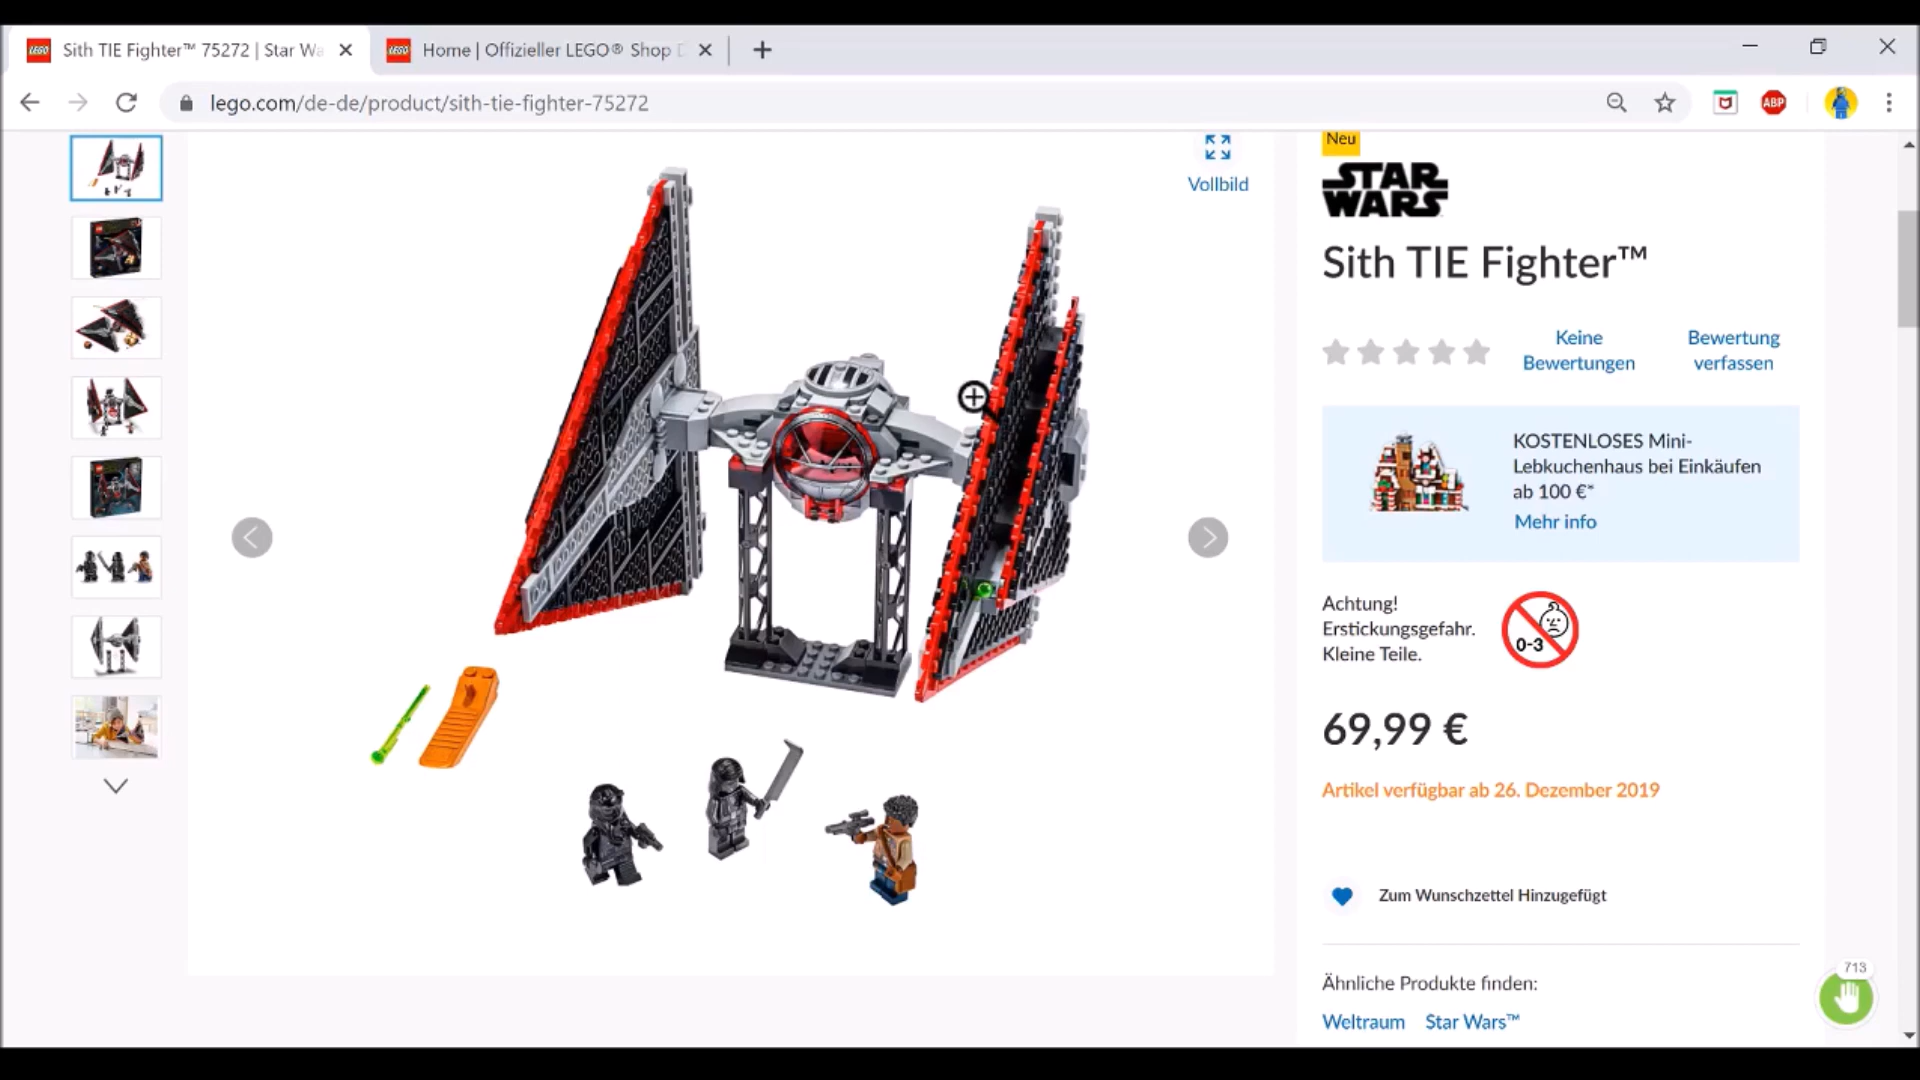 Sith TIE Fighter™ 75272 | Star Wa
Home | Offizieller LEGO® Shop D
lego.com/de-de/product/sith-tie-fighter-75272
ABP
Vollbild
Neu
STAR
WARS
Sith TIE Fighter™
Keine
Bewertungen
Bewertung
verfassen
KOSTENLOSES Mini-
Lebkuchenhaus bei Einkäufen
ab 100 €*
Mehr info
Achtung!
Erstickungsgefahr.
Kleine Teile.
0-3
69,99 €
Artikel verfügbar ab 26. Dezember 2019
Zum Wunschzettel Hinzugefügt
713
Ähnliche Produkte finden:
Weltraum Star Wars™